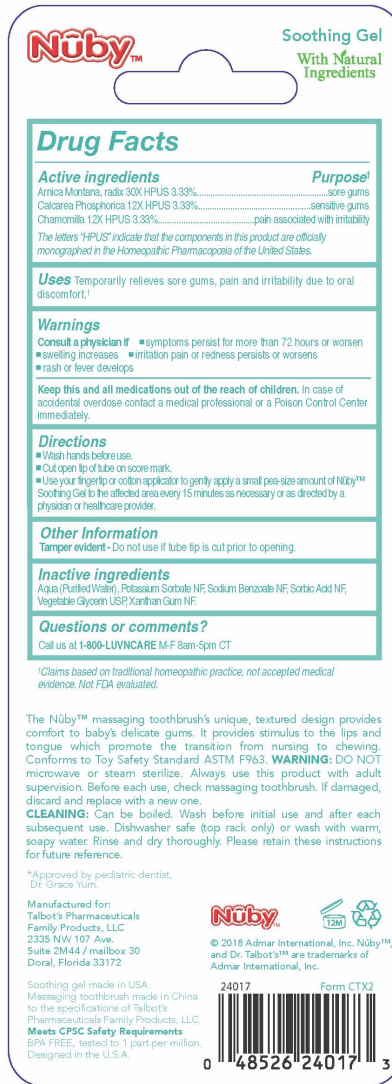 Nûby™
Soothing Gel
With Natural
Ingredients
Drug Facts
Active ingredients Purpose†
Arnica Montana, radix 30X HPUS 3.33%......................................................sore gums
Calcarea Phosphorica 12X HPUS 3.33%..............................................sensitive gums
Chamomilla 12X HPUS 3.33%.......................................pain associated with irritability
The letters "HPUS" indicate that the components in this product are officially
monographed in the Homeopathic Pharmacopœia of the United States.
Uses Temporarily relieves sore gums, pain and irritability due to oral
discomfort.†
Warnings
Consult a physician if ■ symptoms persist for more than 72 hours or worsen
■ swelling increases ■ irritation pain or redness persists or worsens
■ rash or fever develops
Keep this and all medications out of the reach of children. In case of
accidental overdose contact a medical professional or a Poison Control Center
immediately.
Directions
■ Wash hands before use.
■ Cut open tip of tube on score mark.
■ Use your fingertip or cotton applicator to gently apply a small pea-size amount of Nûby™
Soothing Gel to the affected area every 15 minutes as necessary or as directed by a
physician or healthcare provider.
Other Information
Tamper evident - Do not use if tube tip is cut prior to opening.
Inactive ingredients
Aqua (Purified Water), Potassium Sorbate NF, Sodium Benzoate NF, Sorbic Acid NF,
Vegetable Glycerin USP, Xanthan Gum NF.
Questions or comments?
Call us at 1-800-LUVNCARE M-F 8am-5pm CT
†Claims based on traditional homeopathic practice, not accepted medical
evidence. Not FDA evaluated.
The Nûby™ massaging toothbrush's unique, textured design provides
comfort to baby's delicate gums. It provides stimulus to the lips and
tongue which promote the transition from nursing to chewing.
Conforms to Toy Safety Standard ASTM F963. WARNING: DO NOT
microwave or steam sterilize. Always use this product with adult
supervision. Before each use, check massaging toothbrush. If damaged,
discard and replace with a new one.
CLEANING: Can be boiled. Wash before initial use and after each
subsequent use. Dishwasher safe (top rack only) or wash with warm,
soapy water. Rinse and dry thoroughly. Please retain these instructions
for future reference.
*Approved by pediatric dentist,
Dr. Grace Yum.
Manufactured for:
Talbot's Pharmaceuticals
Family Products, LLC
2335 NW 107 Ave.
Suite 2M44 / mailbox 30
Doral, Florida 33172
Soothing gel made in USA.
Massaging toothbrush made in China
to the specifications of Talbot's
Pharmaceuticals Family Products, LLC.
Meets CPSC Safety Requirements
BPA FREE, tested to 1 part per million.
Designed in the U.S.A.
Nûby™
12M
© 2018 Admar International, Inc. Nûby™,
and Dr. Talbot's™ are trademarks of
Admar International, Inc.
24017 Form CTX2
0 48526 24017 3